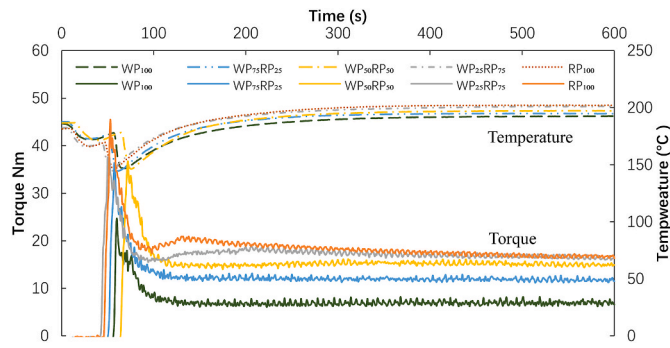 Time (s)
0 100 200 300 400 500 600
60 250
WP₁₀₀ WP₇₅RP₂₅ WP₅₀RP₅₀ WP₂₅RP₇₅ RP₁₀₀
WP₁₀₀ WP₇₅RP₂₅ WP₅₀RP₅₀ WP₂₅RP₇₅ RP₁₀₀
50
200
40
Temperature
150
30
100
20
Torque
50
10
0 0
Torque Nm
Tempweature (°C)